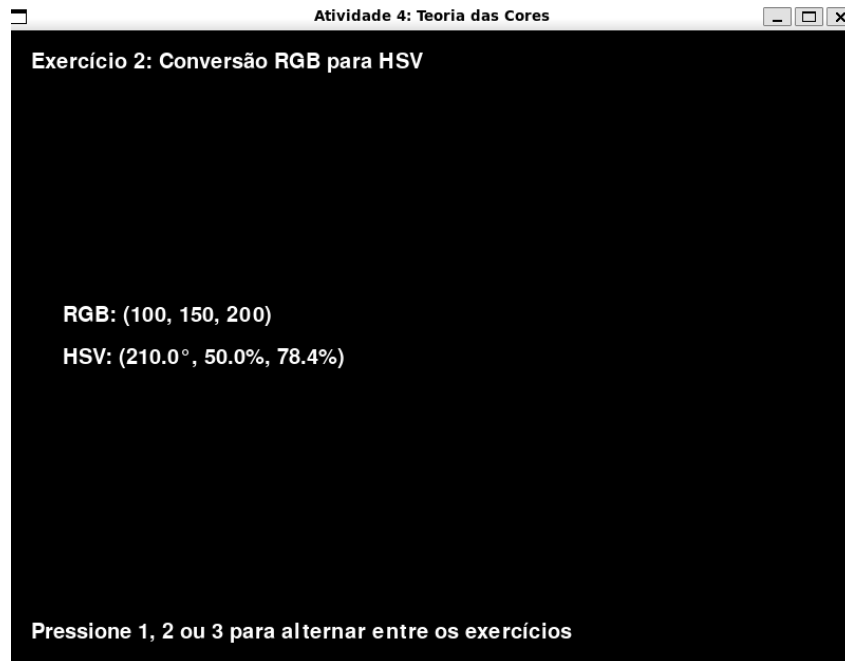 Atividade 4: Teoria das Cores
Exercício 2: Conversão RGB para HSV
RGB: (100, 150, 200)
HSV: (210.0°, 50.0%, 78.4%)
Pressione 1, 2 ou 3 para alternar entre os exercícios